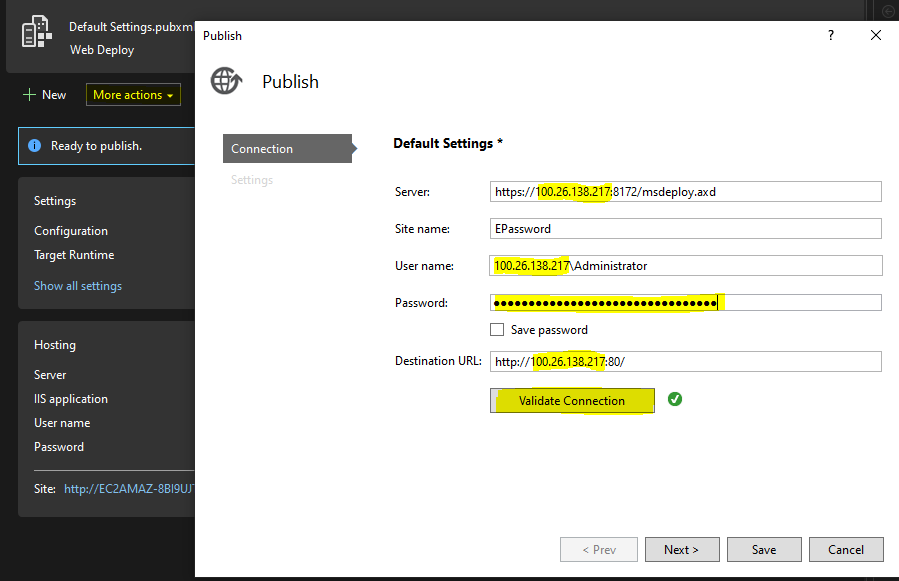 Default Settings.pubxm
Web Deploy
New
More actions
Ready to publish.
Settings
Configuration
Target Runtime
Show all settings
Hosting
Server
IIS application
User name
Password
Site: http://EC2AMAZ-8BI9UJ
Publish
?
Publish
Connection
Settings
Default Settings *
Server: https://100.26.138.217:8172/msdeploy.axd
Site name: EPassword
User name: 100.26.138.217\Administrator
Password:
Save password
Destination URL: http://100.26.138.217:80/
Validate Connection
< Prev
Next >
Save
Cancel